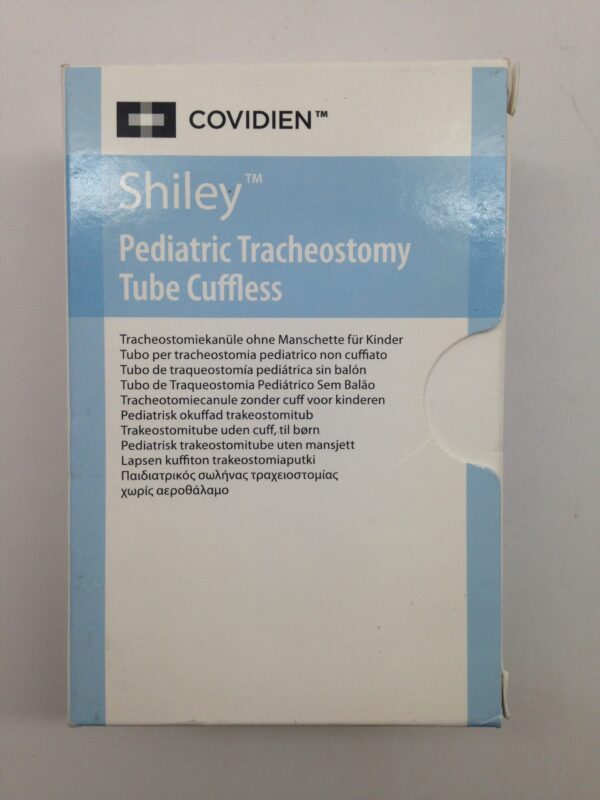 COVIDIEN™
Shiley™
Pediatric Tracheostomy
Tube Cuffless
Tracheostomiekanüle ohne Manschette für Kinder
Tubo per tracheostomia pediatrico non cuffiato
Tubo de traqueostomía pediátrica sin balón
Tubo de Traqueostomia Pediátrico Sem Balão
Tracheotomiecanule zonder cuff voor kinderen
Pediatrisk okuffad trakeostomitub
Trakeostomitube uden cuff, til børn
Pediatrisk trakeostomitube uten mansjett
Lapsen kuffiton trakeostomiaputki
Παιδιατρικός σωλήνας τραχειοστομίας
χωρίς αεροθάλαμο